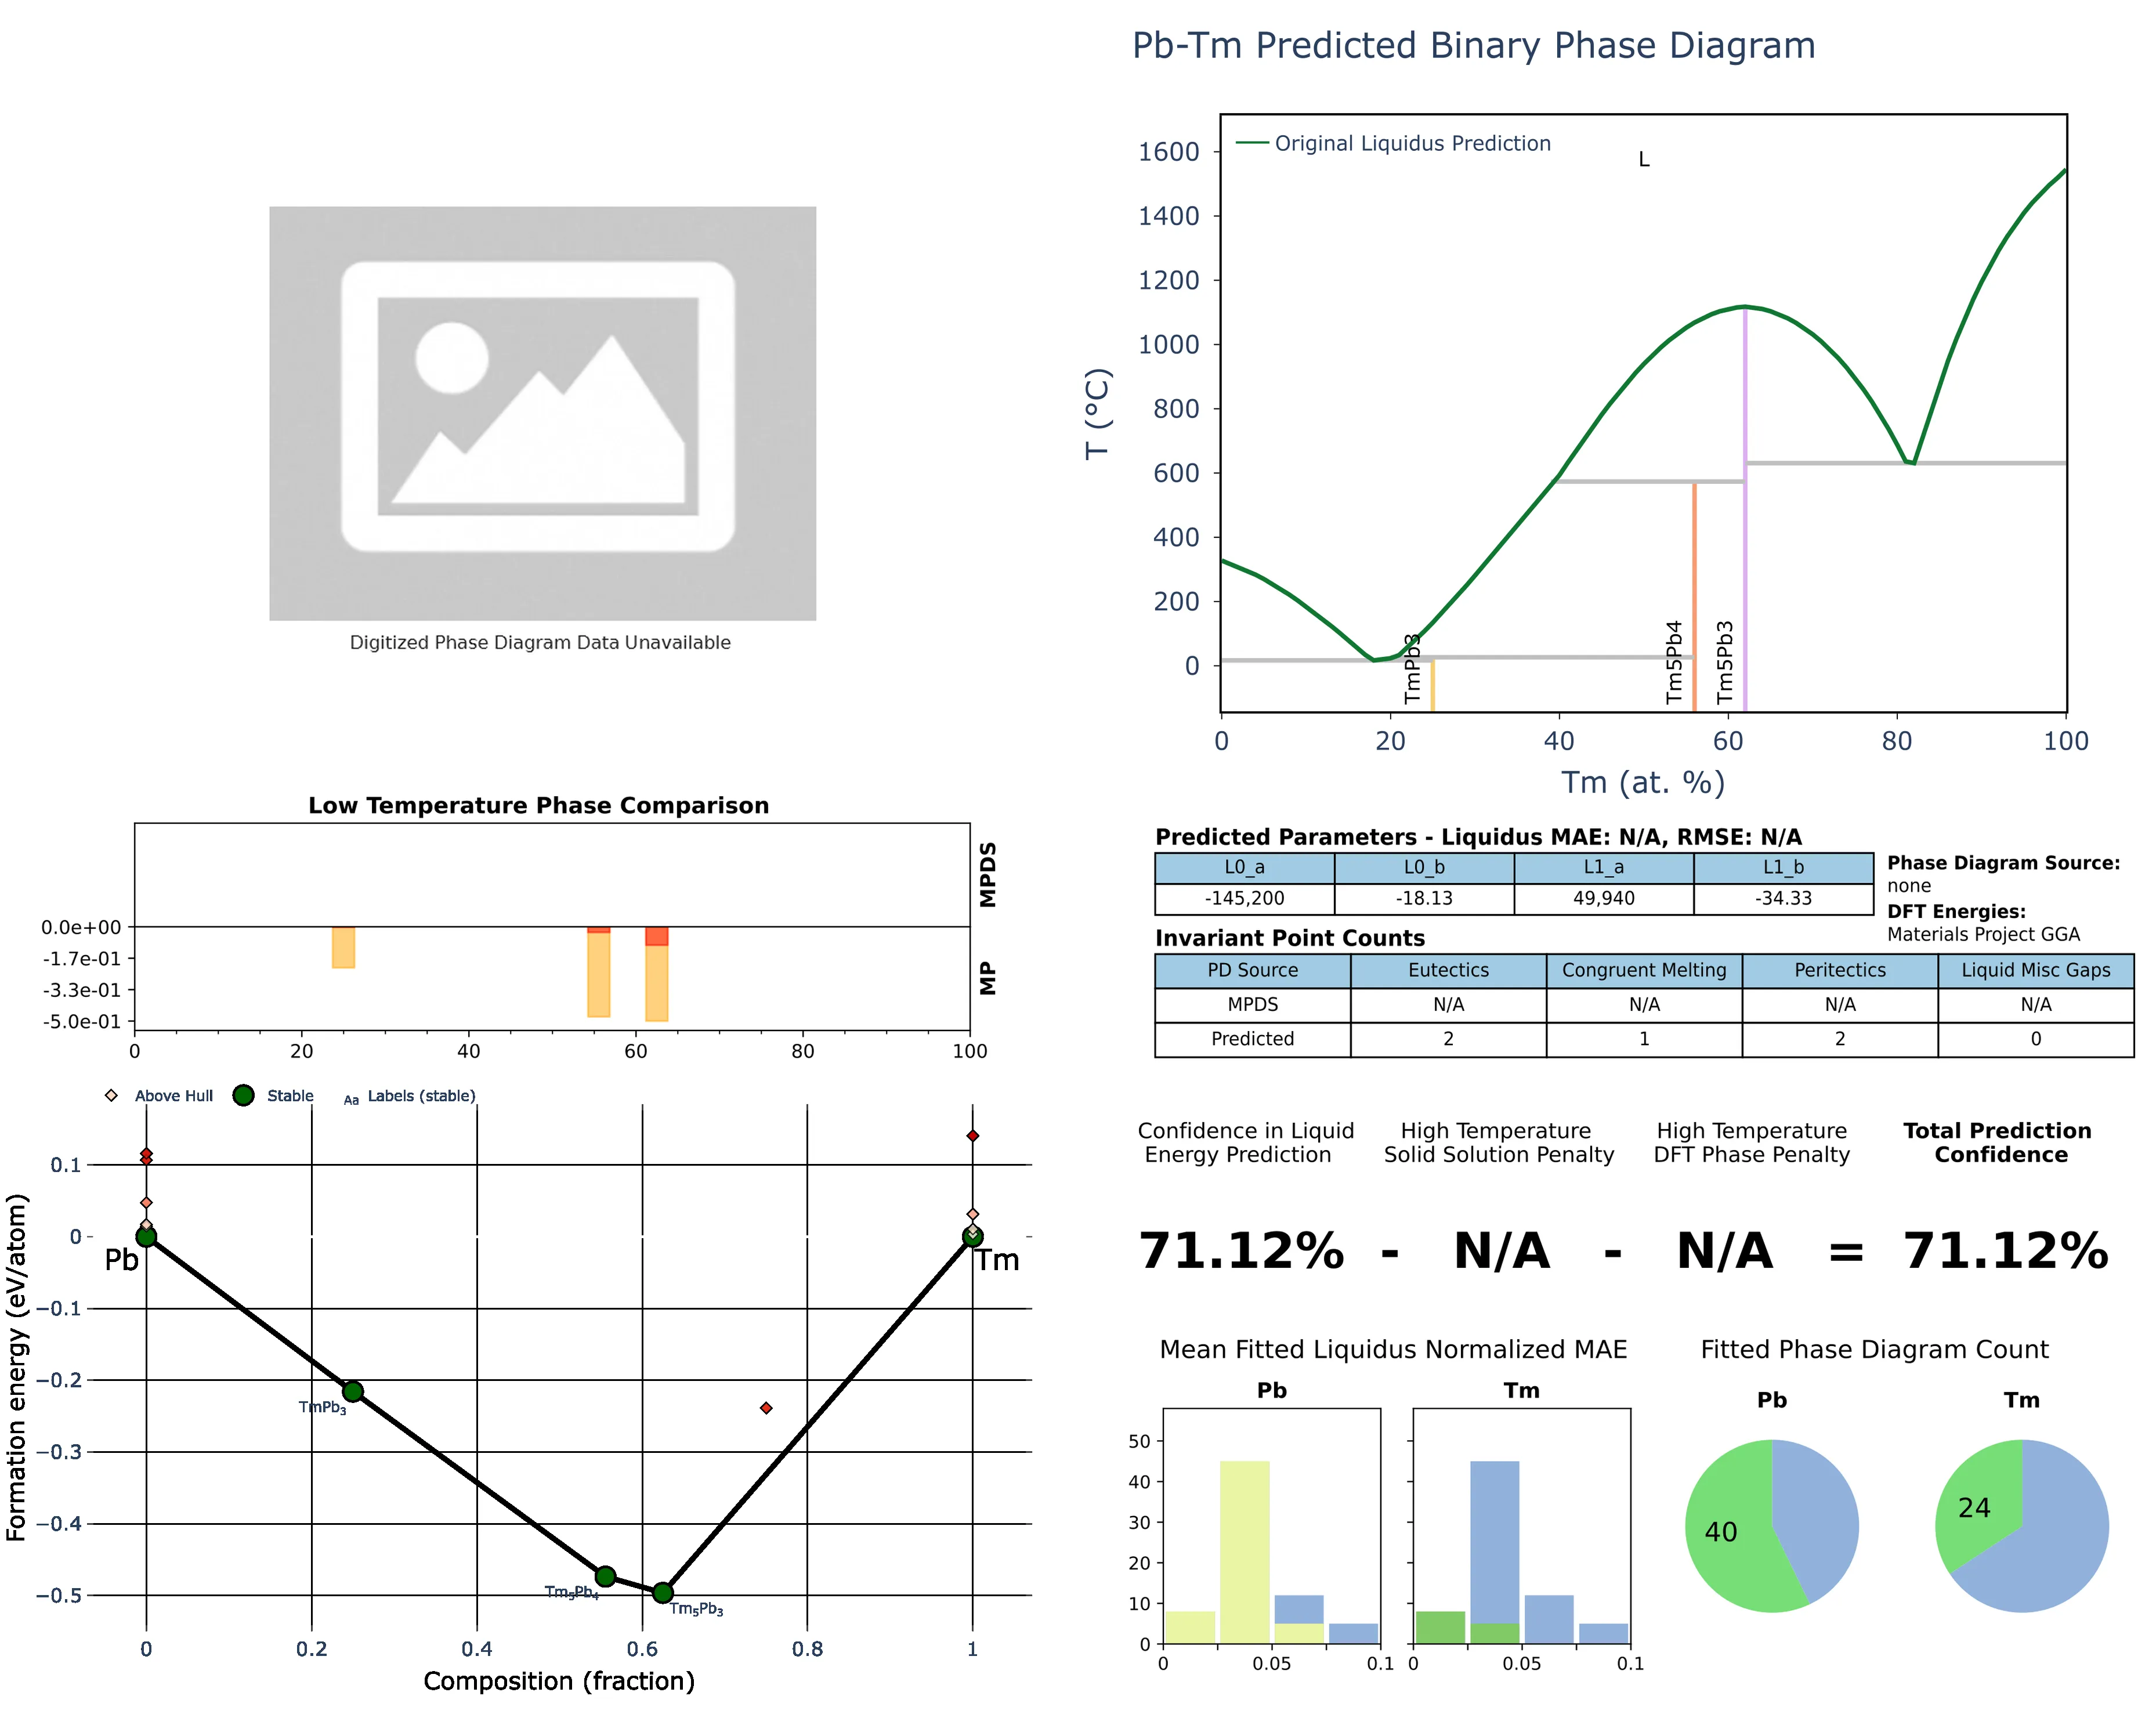 Pb-Tm Predicted Binary Phase Diagram
Original Liquidus Prediction
L
1600
1400
1200
1000
800
600
400
200
0
T (°C)
TmPb3
Tm5Pb4
Tm5Pb3
0 20 40 60 80 100
Tm (at. %)
Digitized Phase Diagram Data Unavailable
Low Temperature Phase Comparison
MPDS
MP
0.0e+00
-1.7e-01
-3.3e-01
-5.0e-01
0 20 40 60 80 100
Predicted Parameters - Liquidus MAE: N/A, RMSE: N/A
L0_a L0_b L1_a L1_b
-145,200 -18.13 49,940 -34.33
Phase Diagram Source:
none
DFT Energies:
Materials Project GGA
Invariant Point Counts
PD Source Eutectics Congruent Melting Peritectics Liquid Misc Gaps
MPDS N/A N/A N/A N/A
Predicted 2 1 2 0
Above Hull Stable Aa Labels (stable)
0.1
0
−0.1
−0.2
−0.3
−0.4
−0.5
Formation energy (eV/atom)
Pb
Tm
TmPb₃
Tm₅Pb₄
Tm₅Pb₃
0 0.2 0.4 0.6 0.8 1
Composition (fraction)
Confidence in Liquid
Energy Prediction
High Temperature
Solid Solution Penalty
High Temperature
DFT Phase Penalty
Total Prediction
Confidence
71.12% - N/A - N/A = 71.12%
Mean Fitted Liquidus Normalized MAE
Pb
Tm
50
40
30
20
10
0
0 0.05 0.1
0 0.05 0.1
Fitted Phase Diagram Count
Pb
Tm
40
24